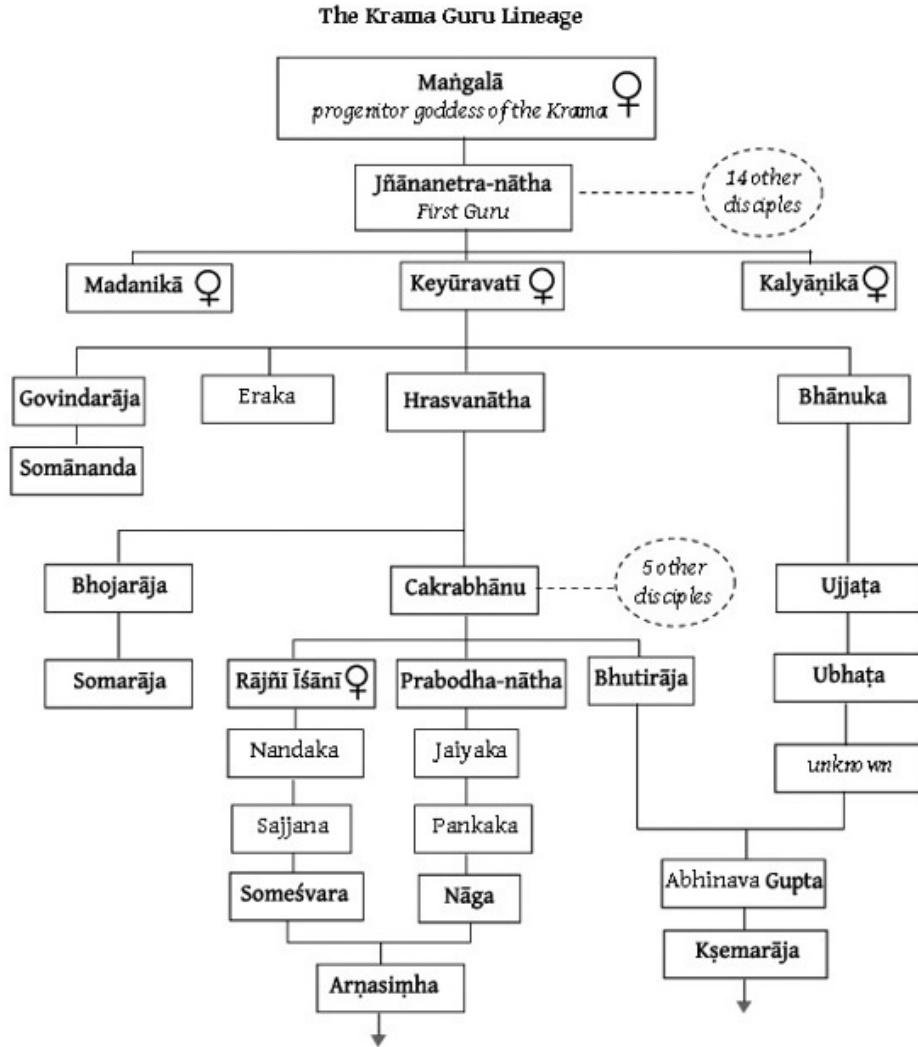 The Krama Guru Lineage
Maṅgalā
progenitor goddess of the Krama
Jñānanetra-nātha
First Guru
14 other
disciples
Madanikā
Keyūravatī
Kalyāṇikā
Govindarāja
Eraka
Hrasvanātha
Bhānuka
Somānanda
Bhojarāja
Cakrabhānu
5 other
disciples
Ujjaṭa
Somarāja
Rājñī Īśānī
Prabodha-nātha
Bhutirāja
Ubhaṭa
Nandaka
Jaiyaka
unknown
Sajjana
Pankaka
Someśvara
Nāga
Abhinava Gupta
Arṇasiṃha
Kṣemarāja